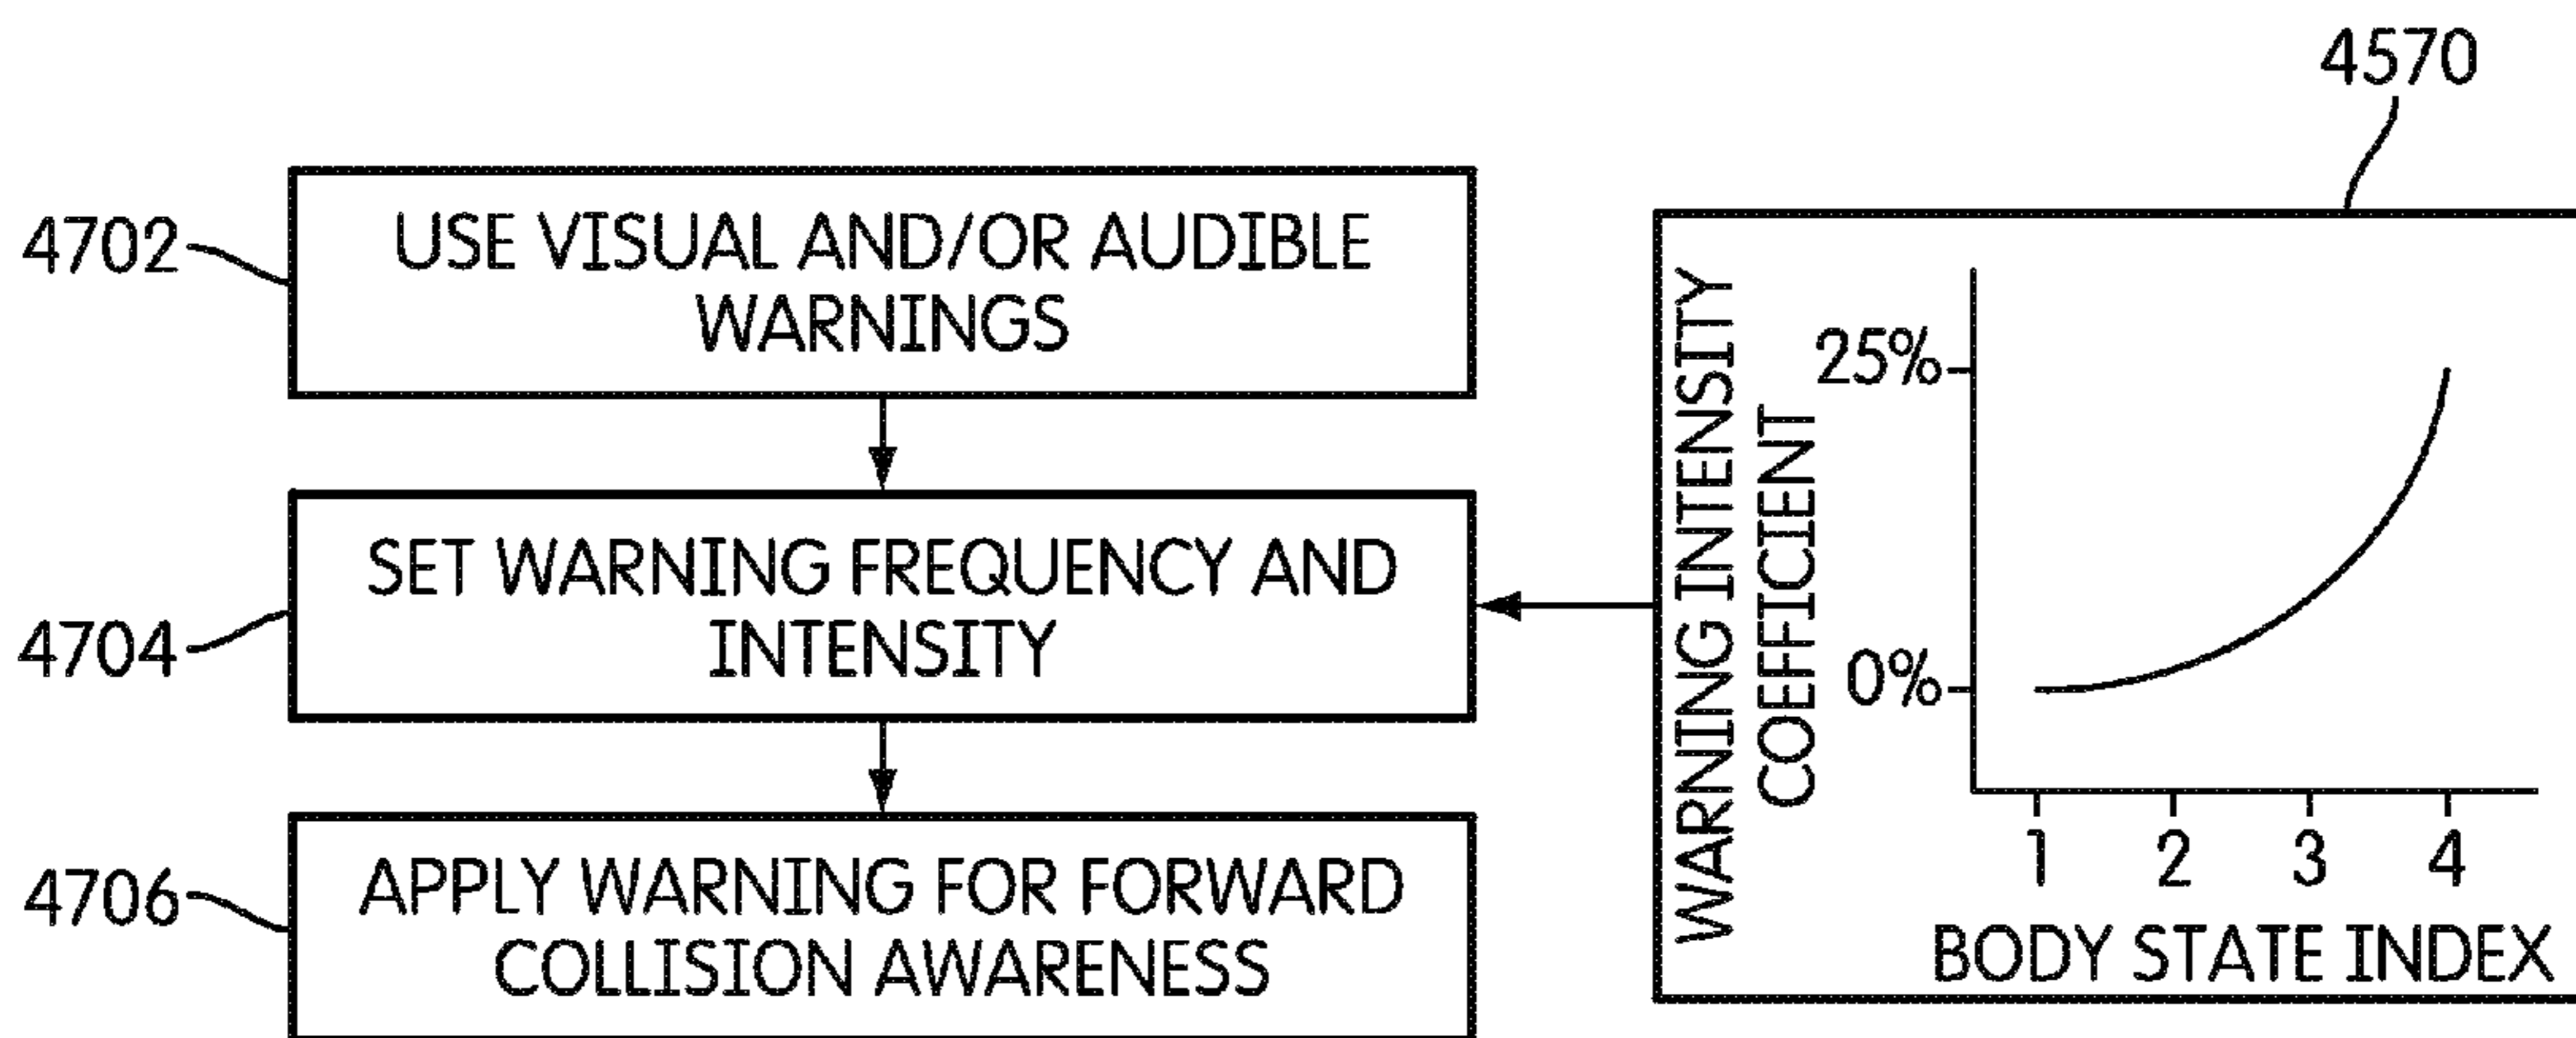 4702
USE VISUAL AND/OR AUDIBLE
WARNINGS
4704
SET WARNING FREQUENCY AND
INTENSITY
4706
APPLY WARNING FOR FORWARD
COLLISION AWARENESS
4570
WARNING INTENSITY
COEFFICIENT
25%
0%
1 2 3 4
BODY STATE INDEX